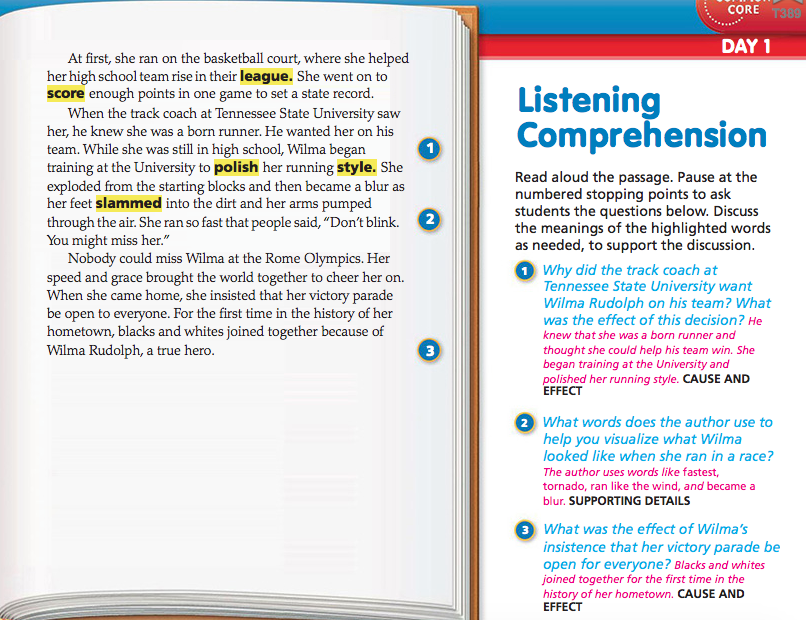 At first, she ran on the basketball court, where she helped
her high school team rise in their league. She went on to
score enough points in one game to set a state record.
When the track coach at Tennessee State University saw
her, he knew she was a born runner. He wanted her on his
team. While she was still in high school, Wilma began
training at the University to polish her running style. She
exploded from the starting blocks and then became a blur as
her feet slammed into the dirt and her arms pumped
through the air. She ran so fast that people said, “Don’t blink.
You might miss her.”
Nobody could miss Wilma at the Rome Olympics. Her
speed and grace brought the world together to cheer her on.
When she came home, she insisted that her victory parade
be open to everyone. For the first time in the history of her
hometown, blacks and whites joined together because of
Wilma Rudolph, a true hero.
1
2
3
CORE
T389
DAY 1
Listening
Comprehension
Read aloud the passage. Pause at the
numbered stopping points to ask
students the questions below. Discuss
the meanings of the highlighted words
as needed, to support the discussion.
1 Why did the track coach at
Tennessee State University want
Wilma Rudolph on his team? What
was the effect of this decision? He
knew that she was a born runner and
thought she could help his team win. She
began training at the University and
polished her running style. CAUSE AND
EFFECT
2 What words does the author use to
help you visualize what Wilma
looked like when she ran in a race?
The author uses words like fastest,
tornado, ran like the wind, and became a
blur. SUPPORTING DETAILS
3 What was the effect of Wilma’s
insistence that her victory parade be
open for everyone? Blacks and whites
joined together for the first time in the
history of her hometown. CAUSE AND
EFFECT